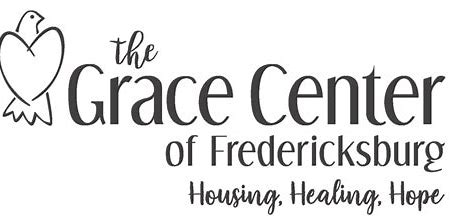 the
Grace Center
of Fredericksburg
Housing, Healing, Hope